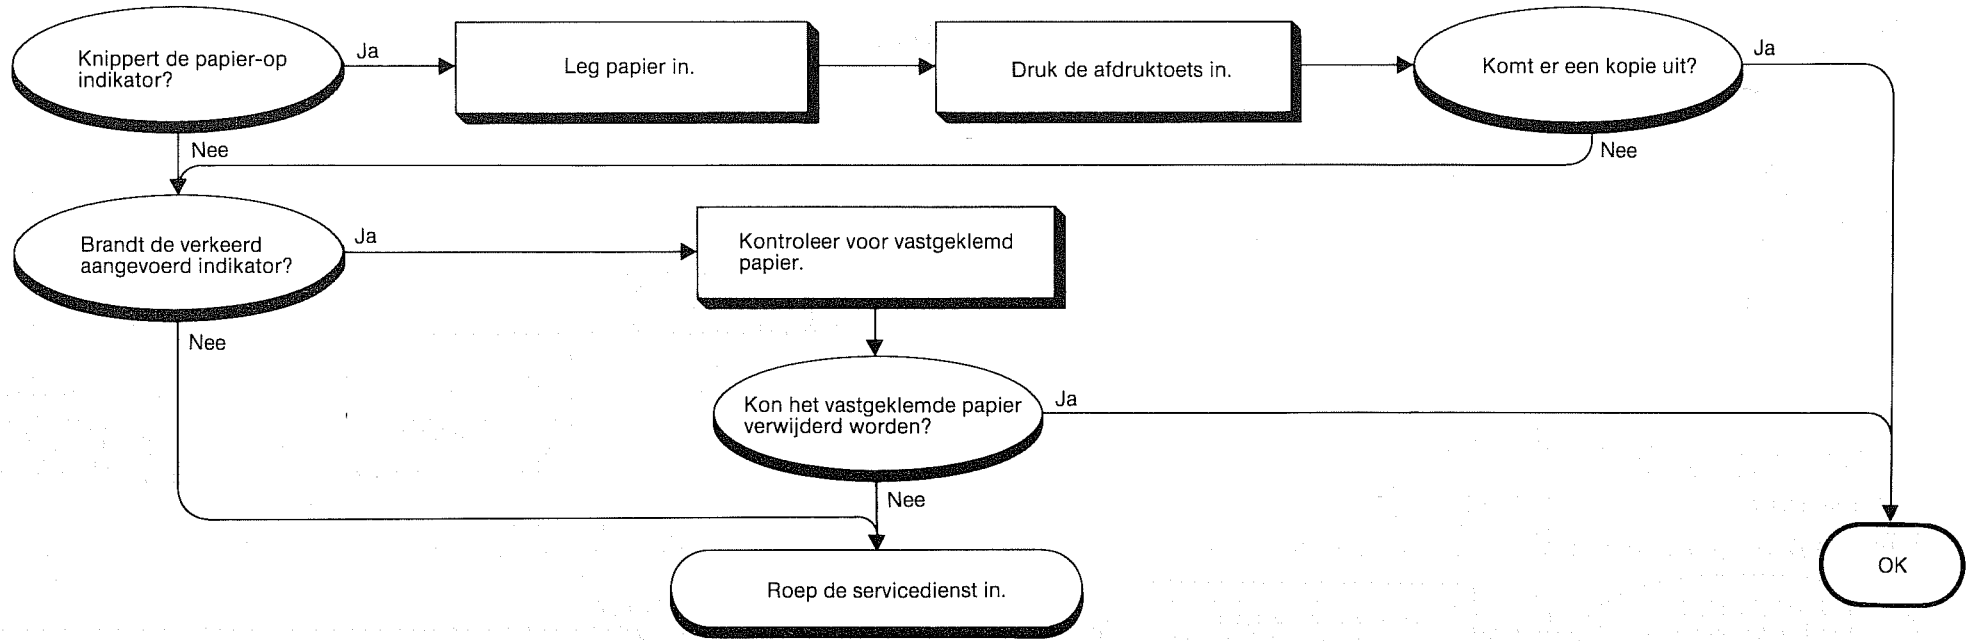 Knippert de papier-op
indikator?
Ja
Leg papier in.
Druk de afdruktoets in.
Komt er een kopie uit?
Ja
Nee
Nee
Brandt de verkeerd
aangevoerd indikator?
Ja
Kontroleer voor vastgeklemd
papier.
Nee
Kon het vastgeklemde papier
verwijderd worden?
Ja
Nee
Roep de servicedienst in.
OK